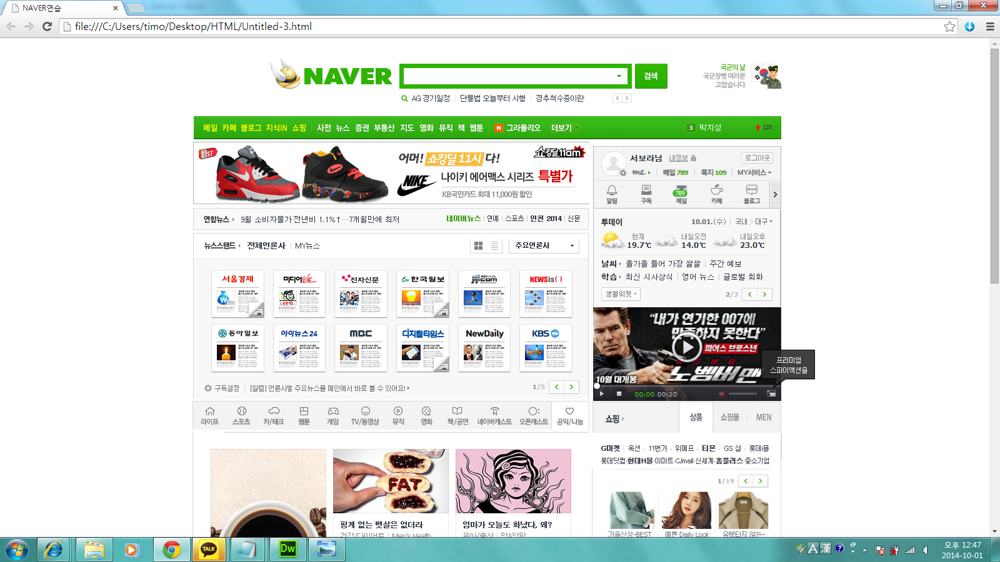 NAVER연습
file:///C:/Users/timo/Desktop/HTML/Untitled-3.html
NAVER
검색
국군의 날
국군장병 여러분
고맙습니다
AG 경기일정 | 단통법 오늘부터 시행 | 경추척수증이란
메일 카페 블로그 지식iN 쇼핑 사전 뉴스 증권 부동산 지도 영화 뮤직 책 웹툰 N 그라폴리오 더보기
3 박지성 120
11ST
어머! 쇼킹딜 11시 다!
쇼킹딜 11am
NIKE
나이키 에어맥스 시리즈 특별가
KB국민카드 최대 11,000원 할인
서보라님 내정보 로그아웃
me 메일 789 쪽지 109 MY서비스
알림 구독 789 메일 카페 blog 블로그
연합뉴스 9월 소비자물가 전년비 1.1%↑…7개월만에 최저
네이버뉴스 연예 스포츠 인천 2014 신문
뉴스스탠드 전체언론사 MY뉴스 주요언론사
서울경제 미디어오늘 전자신문 한국일보 jjjcom NEWSis( )
동아일보 아이뉴스24 MBC 디지털타임스 NewDaily KBS
뉴스9
구독설정 | [알림] 언론사별 주요뉴스를 메인에서 바로 볼 수 있어요!
1/5
투데이 10.01.(수) 국내 대구
현재 19.7℃ 내일오전 14.0℃ 내일오후 23.0℃
날씨 올가을 들어 가장 쌀쌀 | 주간 예보
학습 최신 시사상식 | 영어 뉴스 | 글로벌 회화
생활위젯 2/3
“내가 연기한 007에
만족하지 못한다”
피어스 브로스넌
노벰버 맨
10월 대개봉
프리미엄
스파이액션을
00:00 00:30
라이프 스포츠 차/테크 웹툰 게임 TV/동영상 뮤직 영화 책/공연 네이버캐스트 오픈캐스트 공익/나눔
쇼핑 상품 쇼핑몰 MEN
G마켓 · 옥션 · 11번가 · 위메프 · 티몬 · GS 샵 · 롯데i몰
롯데닷컴·현대H몰·이마트·CJmall·신세계·홈플러스·중소기업
1/19
FAT
핑계 없는 뱃살은 없더라
건강/다이어트 | Men's Health
엄마가 오늘도 화났다, 왜?
육아/출산 | 맘&앙팡
가을신상~BEST 예쁜 Daily Look 유행타지 않는~
TALK
Dw
A 漢
오후 12:47
2014-10-01